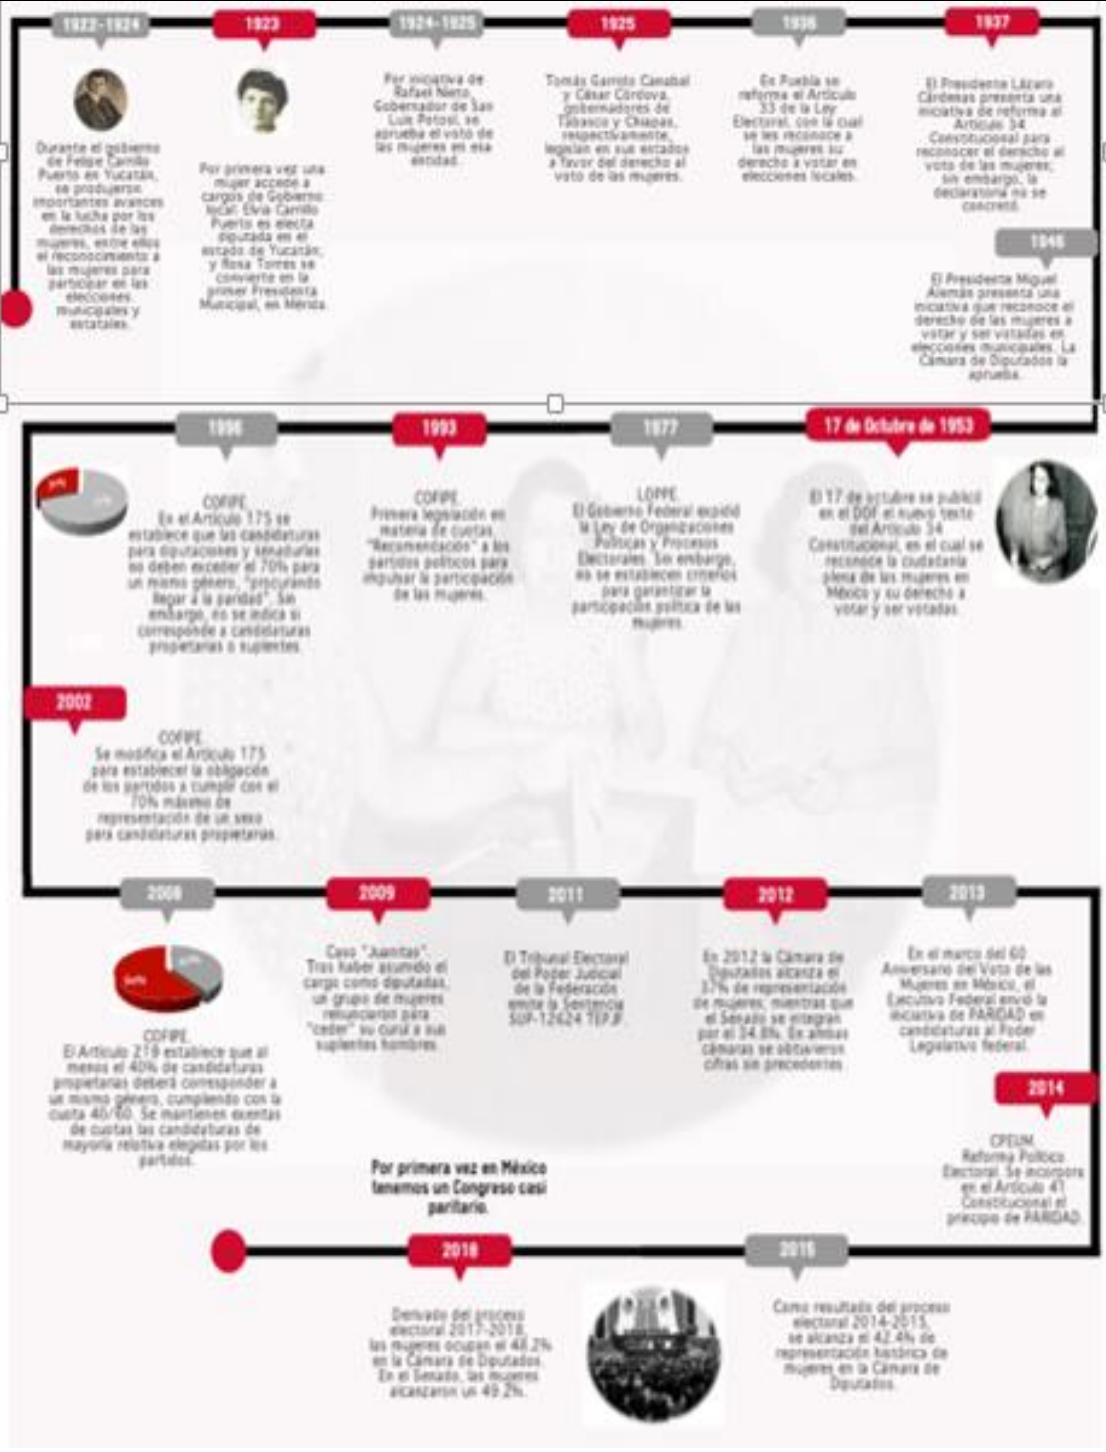 1922-1924
Durante el gobierno
de Felipe Carrillo
Puerto en Yucatán,
se produjeron
importantes avances
en la lucha por los
derechos de las
mujeres, entre ellos
el reconocimiento a
las mujeres para
participar en las
elecciones
municipales y
estatales.
1923
Por primera vez una
mujer accede a
cargos de Gobierno
local: Elvia Carrillo
Puerto es electa
diputada en el
estado de Yucatán;
y Rosa Torres se
convierte en la
primer Presidenta
Municipal, en Mérida.
1924-1925
Por iniciativa de
Rafael Nieto,
Gobernador de San
Luis Potosí, se
aprueba el voto de
las mujeres en esa
entidad.
1925
Tomás Garrido Canabal
y César Córdova,
gobernadores de
Tabasco y Chiapas,
respectivamente,
legislan en sus estados
a favor del derecho al
voto de las mujeres.
1936
En Puebla se
reforma el Artículo
33 de la Ley
Electoral, con la cual
se les reconoce a
las mujeres su
derecho a votar en
elecciones locales.
1937
El Presidente Lázaro
Cárdenas presenta una
iniciativa de reforma al
Artículo 34
Constitucional para
reconocer el derecho al
voto de las mujeres;
sin embargo, la
declaratoria no se
concretó.
1946
El Presidente Miguel
Alemán presenta una
iniciativa que reconoce el
derecho de las mujeres a
votar y ser votadas en
elecciones municipales. La
Cámara de Diputados la
aprueba.
17 de Octubre de 1953
El 17 de octubre se publicó
en el DOF el nuevo texto
del Artículo 34
Constitucional, en el cual se
reconoce la ciudadanía
plena de las mujeres en
México y su derecho a
votar y ser votadas.
1977
LOPPE.
El Gobierno Federal expidió
la Ley de Organizaciones
Políticas y Procesos
Electorales. Sin embargo,
no se establecen criterios
para garantizar la
participación política de las
mujeres.
1993
COFIPE.
Primera legislación en
materia de cuotas.
"Recomendación" a los
partidos políticos para
impulsar la participación
de las mujeres.
1996
COFIPE.
En el Artículo 175 se
establece que las candidaturas
para diputaciones y senadurías
no deben exceder el 70% para
un mismo género, "procurando
llegar a la paridad". Sin
embargo, no se indica si
corresponde a candidaturas
propietarias o suplentes.
2002
COFIPE.
Se modifica el Artículo 175
para establecer la obligación
de los partidos a cumplir con el
70% máximo de
representación de un sexo
para candidaturas propietarias.
2008
COFIPE.
El Artículo 219 establece que al
menos el 40% de candidaturas
propietarias deberá corresponder a
un mismo género, cumpliendo con la
cuota 40/60. Se mantienen exentas
de cuotas las candidaturas de
mayoría relativa elegidas por los
partidos.
2009
Caso "Juanitas".
Tras haber asumido el
cargo como diputadas,
un grupo de mujeres
renunciaron para
"ceder" su curul a sus
suplentes hombres.
2011
El Tribunal Electoral
del Poder Judicial
de la Federación
emite la Sentencia
SUP-12624 TEPJF.
2012
En 2012 la Cámara de
Diputados alcanza el
37% de representación
de mujeres; mientras que
el Senado se integran
por el 34.8%. En ambas
cámaras se obtuvieron
cifras sin precedentes
2013
En el marco del 60
Aniversario del Voto de las
Mujeres en México, el
Ejecutivo Federal envió la
iniciativa de PARIDAD en
candidaturas al Poder
Legislativo federal.
2014
CPEUM.
Reforma Político
Electoral. Se incorpora
en el Artículo 41
Constitucional el
principio de PARIDAD.
2015
Como resultado del proceso
electoral 2014-2015,
se alcanza el 42.4% de
representación histórica de
mujeres en la Cámara de
Diputados.
Por primera vez en México
tenemos un Congreso casi
paritario.
2018
Derivado del proceso
electoral 2017-2018,
las mujeres ocupan el 48.2%
en la Cámara de Diputados.
En el Senado, las mujeres
alcanzaron un 49.2%.